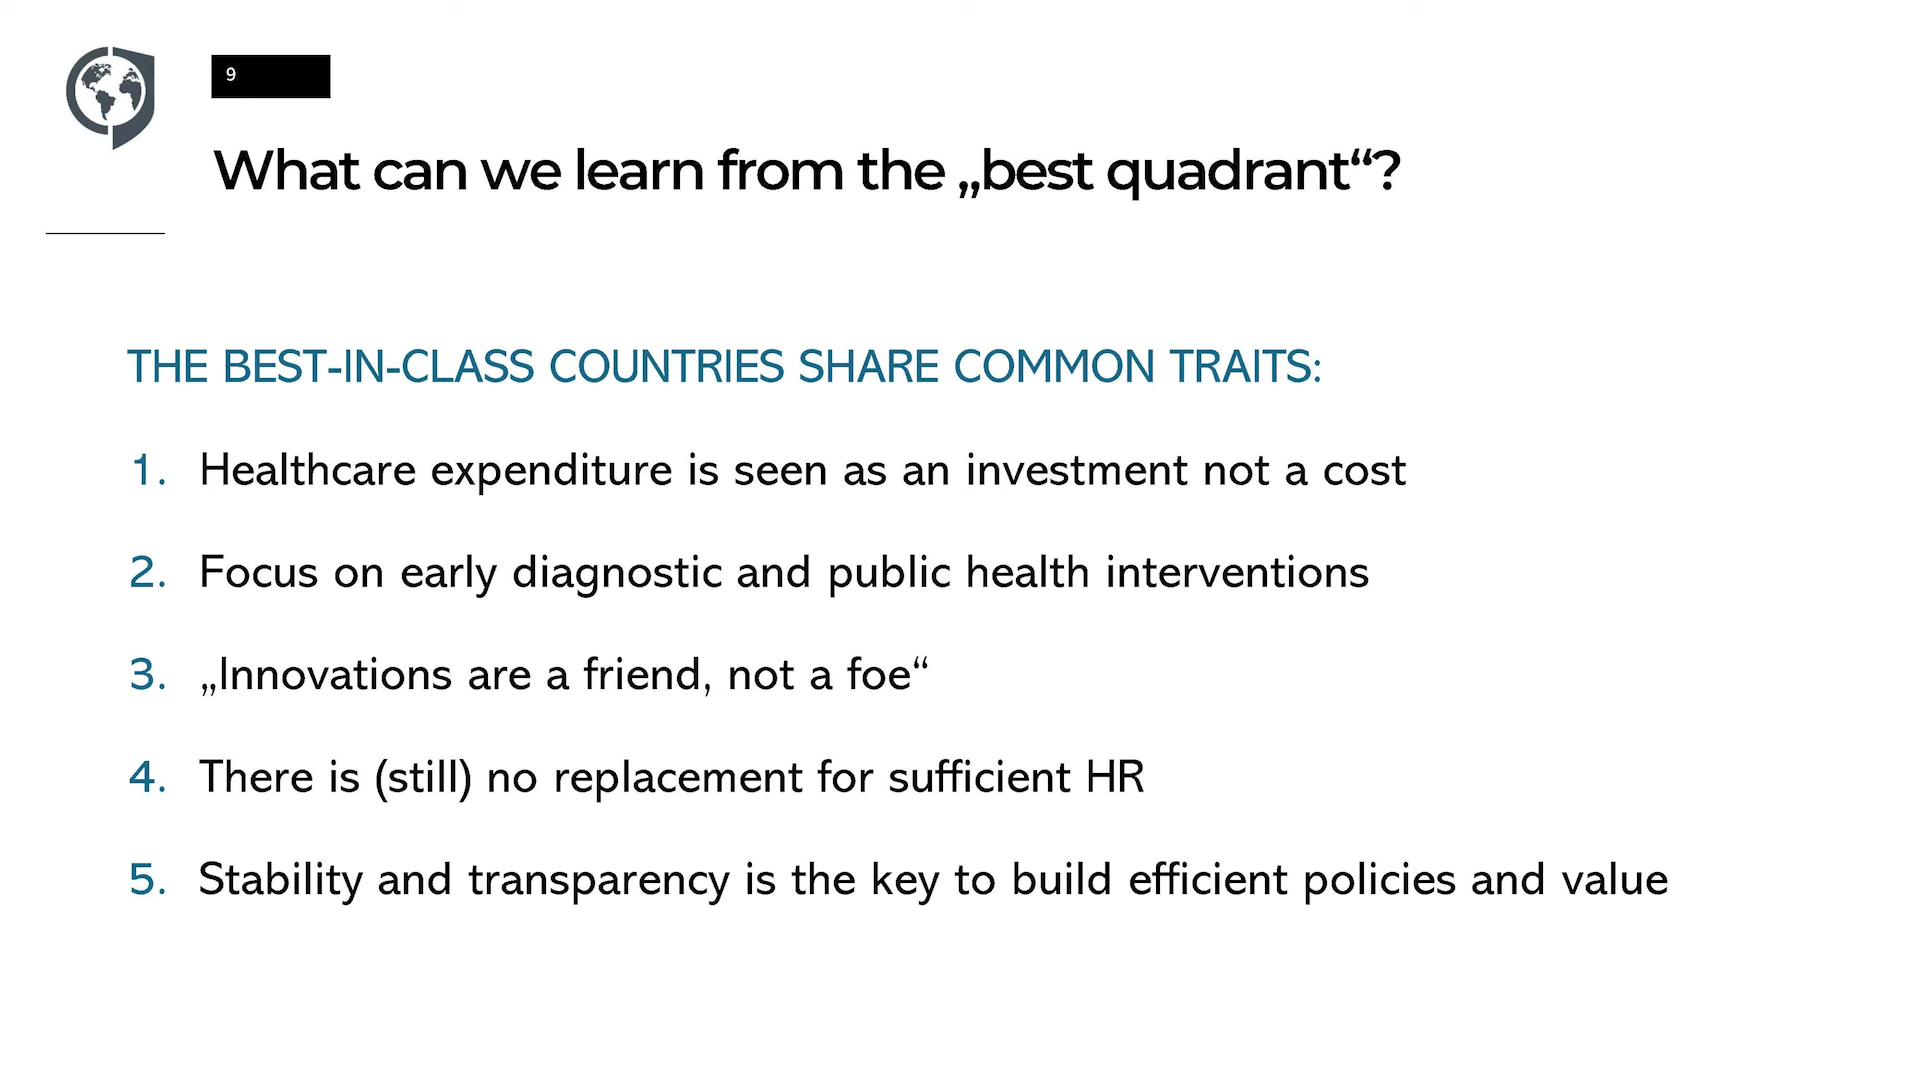 9
What can we learn from the „best quadrant“?
THE BEST-IN-CLASS COUNTRIES SHARE COMMON TRAITS:
1. Healthcare expenditure is seen as an investment not a cost
2. Focus on early diagnostic and public health interventions
3. „Innovations are a friend, not a foe“
4. There is (still) no replacement for sufficient HR
5. Stability and transparency is the key to build efficient policies and value